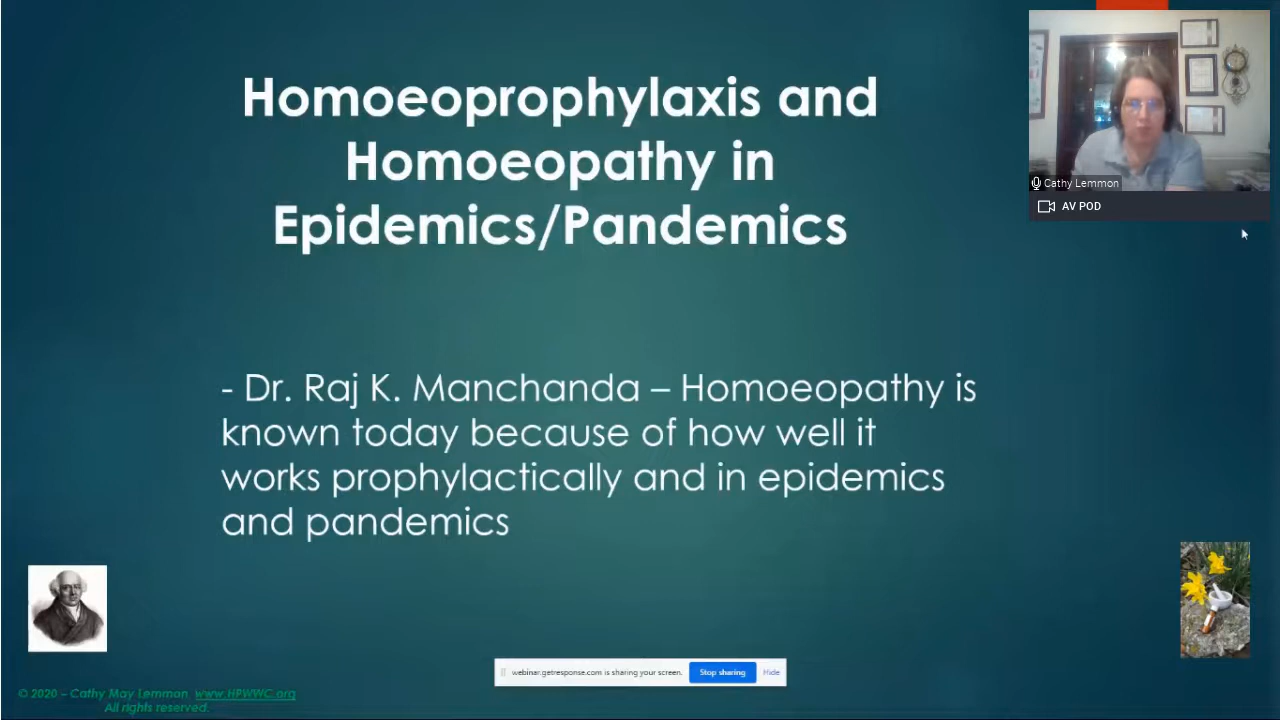 Homoeoprophylaxis and
Homoeopathy in
Epidemics/Pandemics
Cathy Lemmon
AV POD
- Dr. Raj K. Manchanda – Homoeopathy is
known today because of how well it
works prophylactically and in epidemics
and pandemics
webinar.getresponse.com is sharing your screen. Stop sharing Hide
© 2020 – Cathy May Lemmon, www.HPWWC.org
All rights reserved.